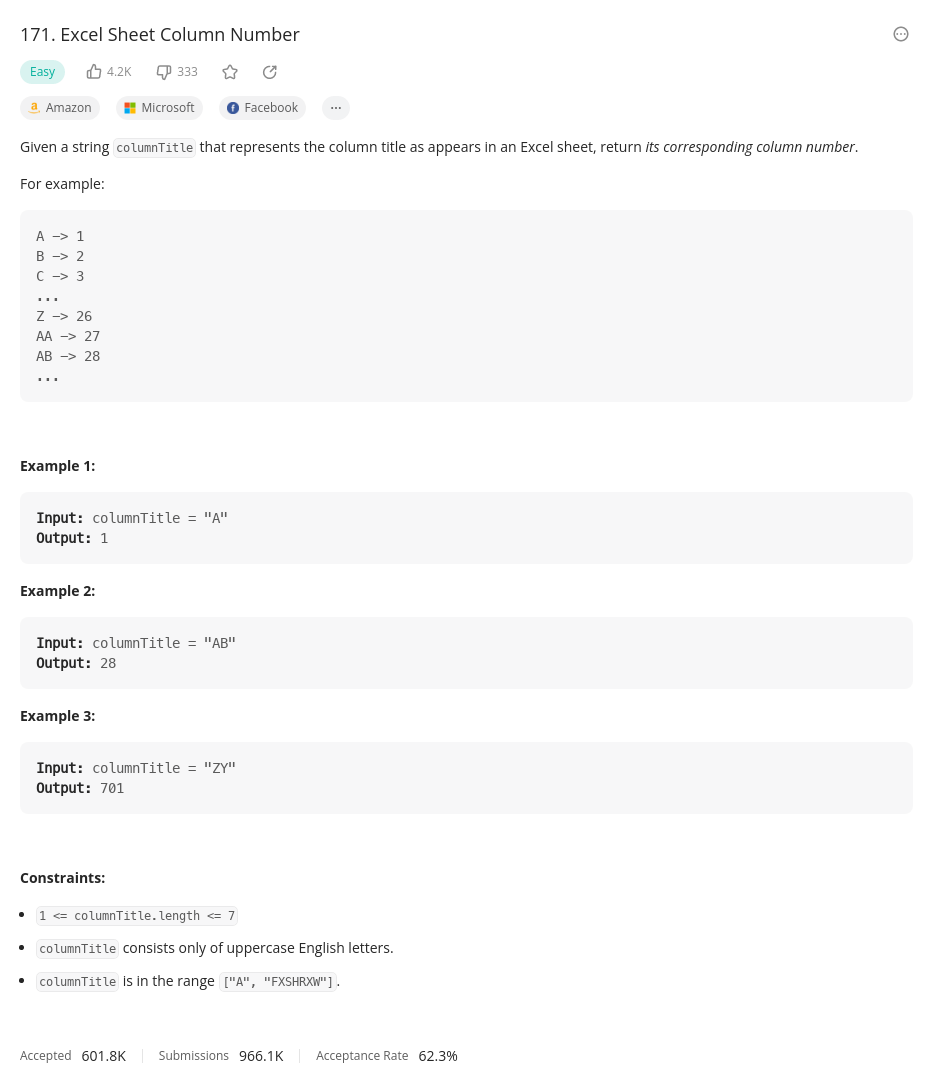 171. Excel Sheet Column Number
Easy 4.2K 333
Amazon Microsoft Facebook ...
Given a string columnTitle that represents the column title as appears in an Excel sheet, return its corresponding column number.
For example:
A -> 1
B -> 2
C -> 3
...
Z -> 26
AA -> 27
AB -> 28
...
Example 1:
Input: columnTitle = "A"
Output: 1
Example 2:
Input: columnTitle = "AB"
Output: 28
Example 3:
Input: columnTitle = "ZY"
Output: 701
Constraints:
• 1 <= columnTitle.length <= 7
• columnTitle consists only of uppercase English letters.
• columnTitle is in the range ["A", "FXSHRXW"].
Accepted 601.8K Submissions 966.1K Acceptance Rate 62.3%